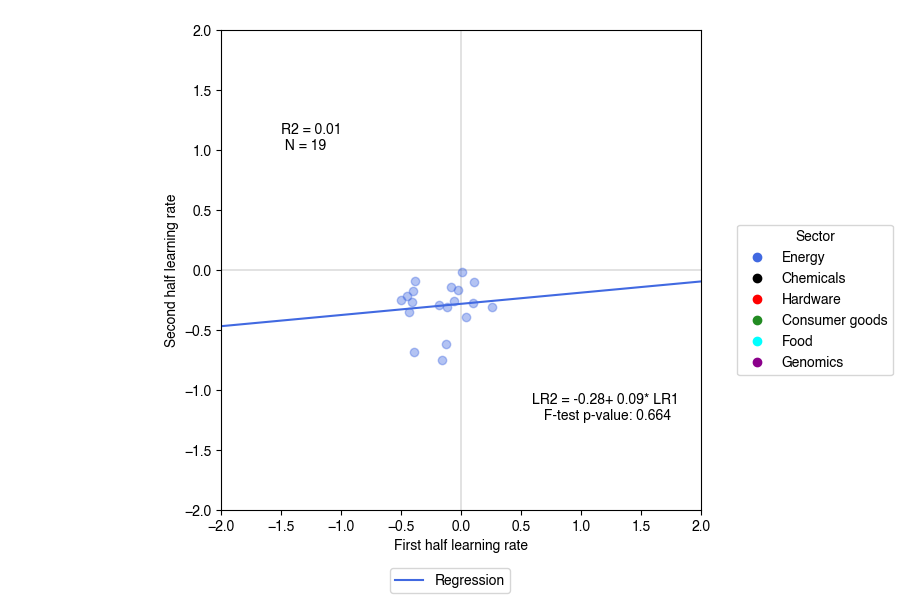 2.0
1.5
1.0
0.5
0.0
−0.5
−1.0
−1.5
−2.0
Second half learning rate
R2 = 0.01
N = 19
LR2 = -0.28+ 0.09* LR1
F-test p-value: 0.664
−2.0 −1.5 −1.0 −0.5 0.0 0.5 1.0 1.5 2.0
First half learning rate
Regression
Sector
Energy
Chemicals
Hardware
Consumer goods
Food
Genomics